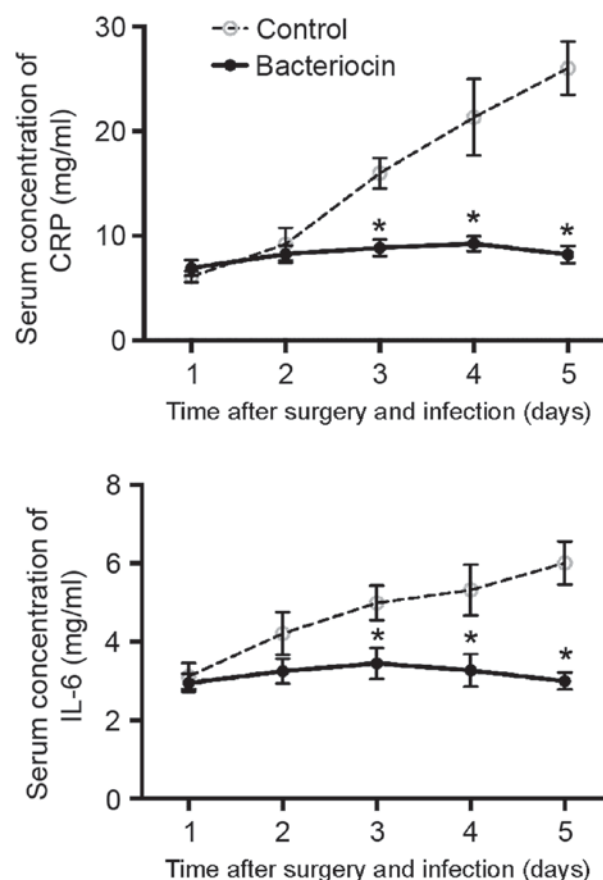 Control
Bacteriocin
Serum concentration of
CRP (mg/ml)
30
20
10
0
*
*
*
1 2 3 4 5
Time after surgery and infection (days)
Serum concentration of
IL-6 (mg/ml)
8
6
4
2
0
*
*
*
1 2 3 4 5
Time after surgery and infection (days)